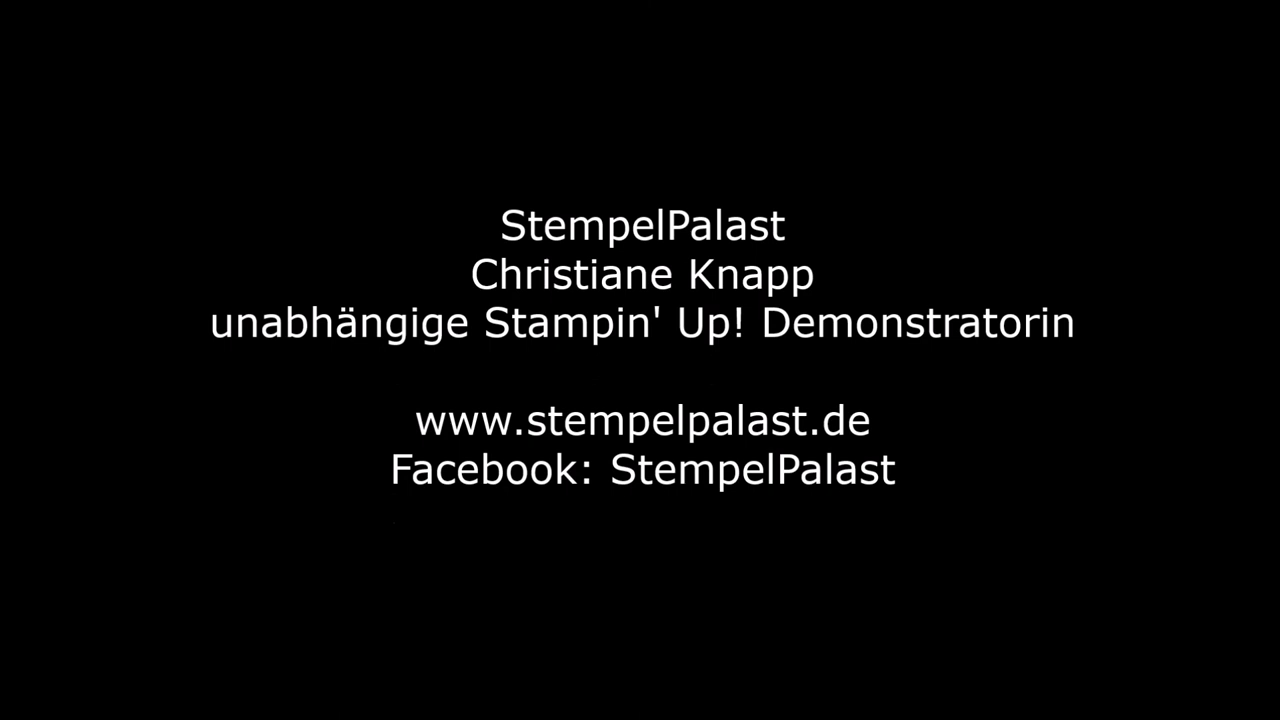 StempelPalast
Christiane Knapp
unabhängige Stampin' Up! Demonstratorin
www.stempelpalast.de
Facebook: StempelPalast